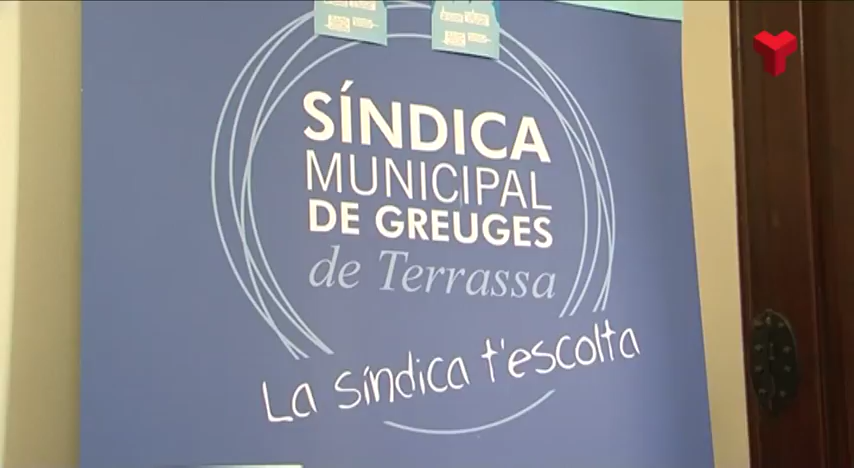 SÍNDICA
MUNICIPAL
DE GREUGES
de Terrassa
La síndica t'escolta